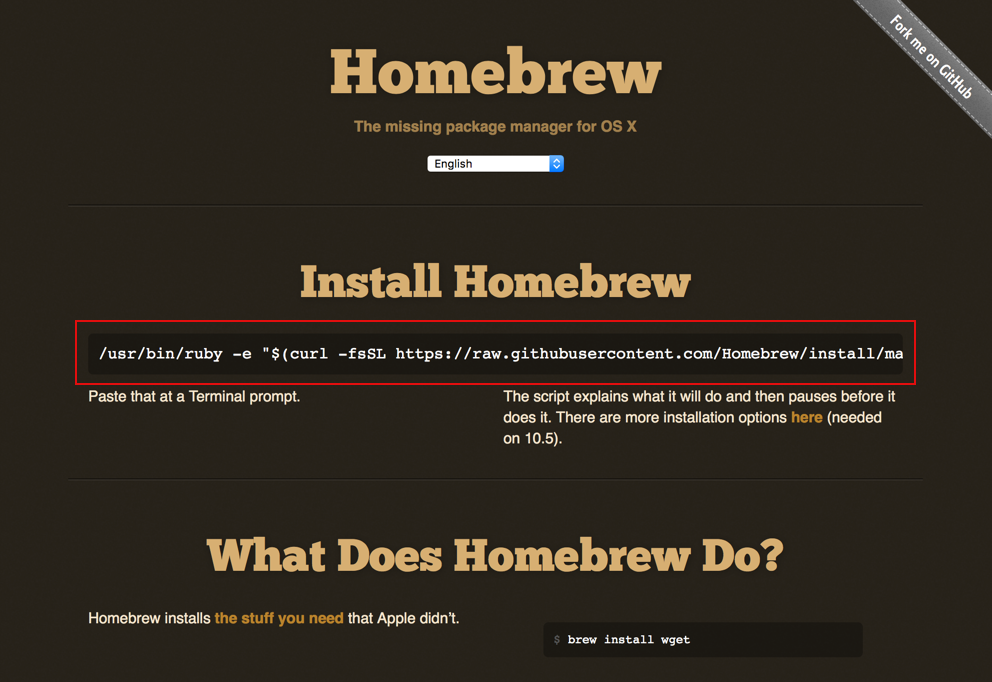 Fork me on GitHub
Homebrew
The missing package manager for OS X
English
Install Homebrew
/usr/bin/ruby -e "$(curl -fsSL https://raw.githubusercontent.com/Homebrew/install/ma
Paste that at a Terminal prompt.
The script explains what it will do and then pauses before it
does it. There are more installation options here (needed
on 10.5).
What Does Homebrew Do?
Homebrew installs the stuff you need that Apple didn’t.
$ brew install wget